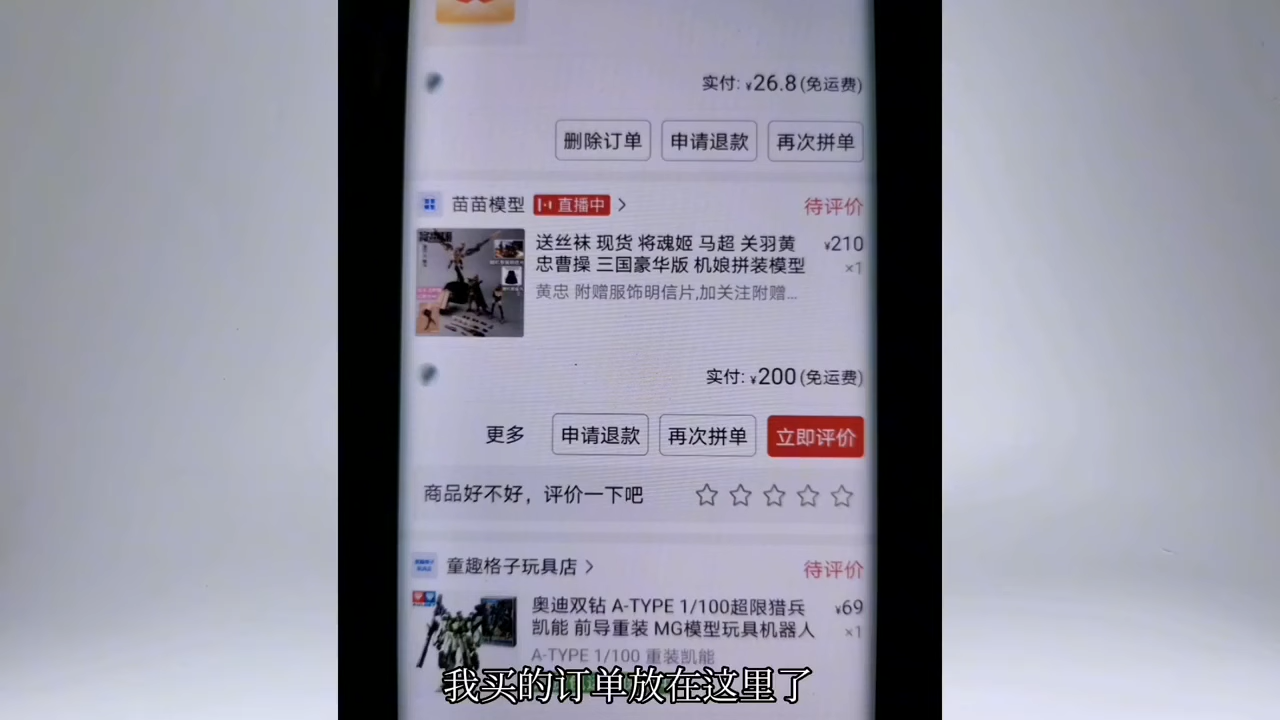 实付: ¥26.8(免运费)
删除订单 申请退款 再次拼单
苗苗模型 直播中 > 待评价
送丝袜 现货 将魂姬 马超 关羽黄 ¥210
忠曹操 三国豪华版 机娘拼装模型 ×1
黄忠 附赠服饰明信片,加关注附赠...
实付: ¥200(免运费)
更多 申请退款 再次拼单 立即评价
商品好不好，评价一下吧
童趣格子玩具店 > 待评价
奥迪双钻 A-TYPE 1/100超限猎兵 ¥69
凯能 前导重装 MG模型玩具机器人 ×1
A-TYPE 1/100 重装凯能
我买的订单放在这里了